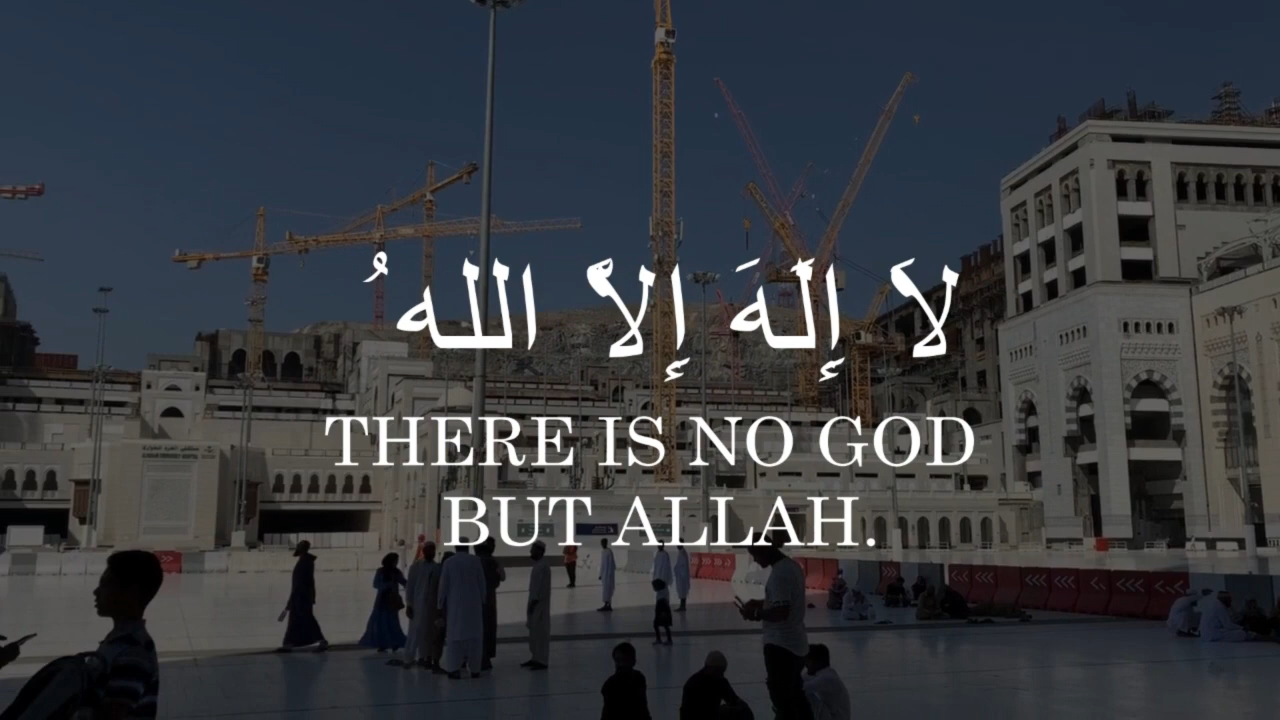 لاَ إِلَهَ إِلاَّ اللهُ
THERE IS NO GOD
BUT ALLAH.